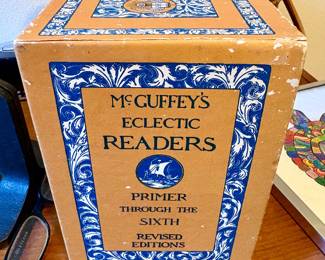 McGUFFEY'S
ECLECTIC
READERS
PRIMER
THROUGH THE
SIXTH
REVISED
EDITIONS